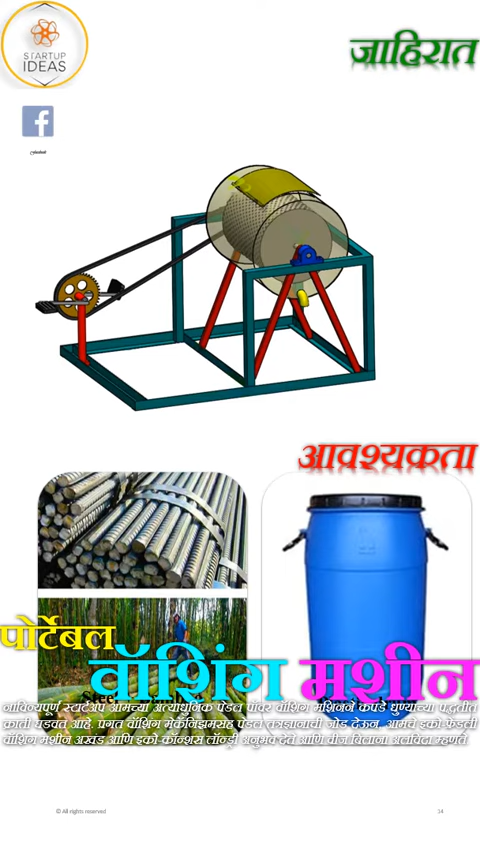 STARTUP
IDEAS
जाहिरात
आवश्यकता
पोर्टेबल
वॉशिंग मशीन
नाविन्यपूर्ण स्टार्टअप आमच्या अत्याधुनिक पेडल पॉवर वॉशिंग मशिनने कपडे धुण्याच्या पद्धतीत
क्रांती घडवत आहे. प्रगत वॉशिंग मेकॅनिझमसह पेडल तंत्रज्ञानाची जोड देऊन, आमचे इको-फ्रेंडली
वॉशिंग मशीन अखंड आणि इको-कॉन्शस लॉन्ड्री अनुभव देते आणि वीज बिलांना अलविदा म्हणते.
© All rights reserved
14